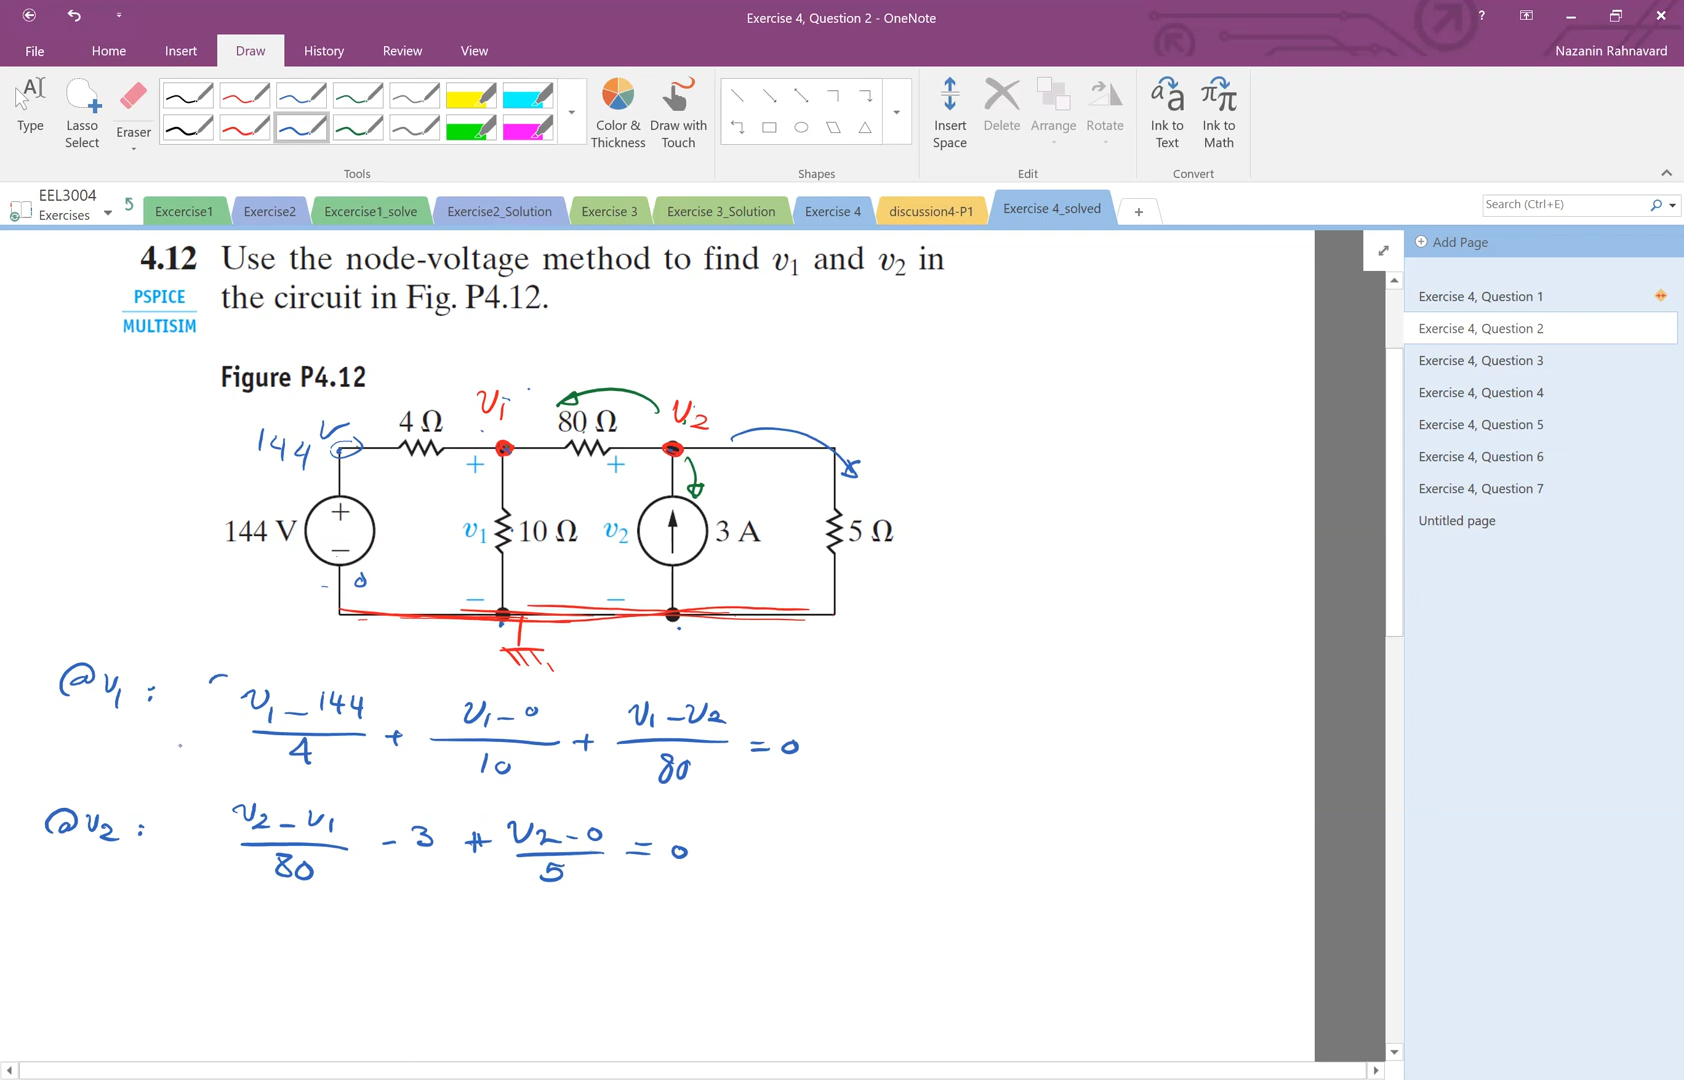 Exercise 4, Question 2 - OneNote
?
File Home Insert Draw History Review View
Nazanin Rahnavard
Type
Lasso Select
Eraser
Color & Thickness
Draw with Touch
Insert Space
Delete
Arrange
Rotate
Ink to Text
Ink to Math
Tools
Shapes
Edit
Convert
EEL3004
Exercises
Excercise1
Exercise2
Excercise1_solve
Exercise2_Solution
Exercise 3
Exercise 3_Solution
Exercise 4
discussion4-P1
Exercise 4_solved
+
Search (Ctrl+E)
Add Page
Exercise 4, Question 1
Exercise 4, Question 2
Exercise 4, Question 3
Exercise 4, Question 4
Exercise 4, Question 5
Exercise 4, Question 6
Exercise 4, Question 7
Untitled page
4.12 Use the node-voltage method to find v₁ and v₂ in
PSPICE
the circuit in Fig. P4.12.
MULTISIM
Figure P4.12
144 V
4 Ω
v₁
80 Ω
v₂
+ +
144 V
+
−
v₁
10 Ω
v₂
3 A
5 Ω
− −
- 0
@ v₁ : (v₁ - 144)/4 + (v₁ - 0)/10 + (v₁ - v₂)/80 = 0
@ v₂ : (v₂ - v₁)/80 - 3 + (v₂ - 0)/5 = 0